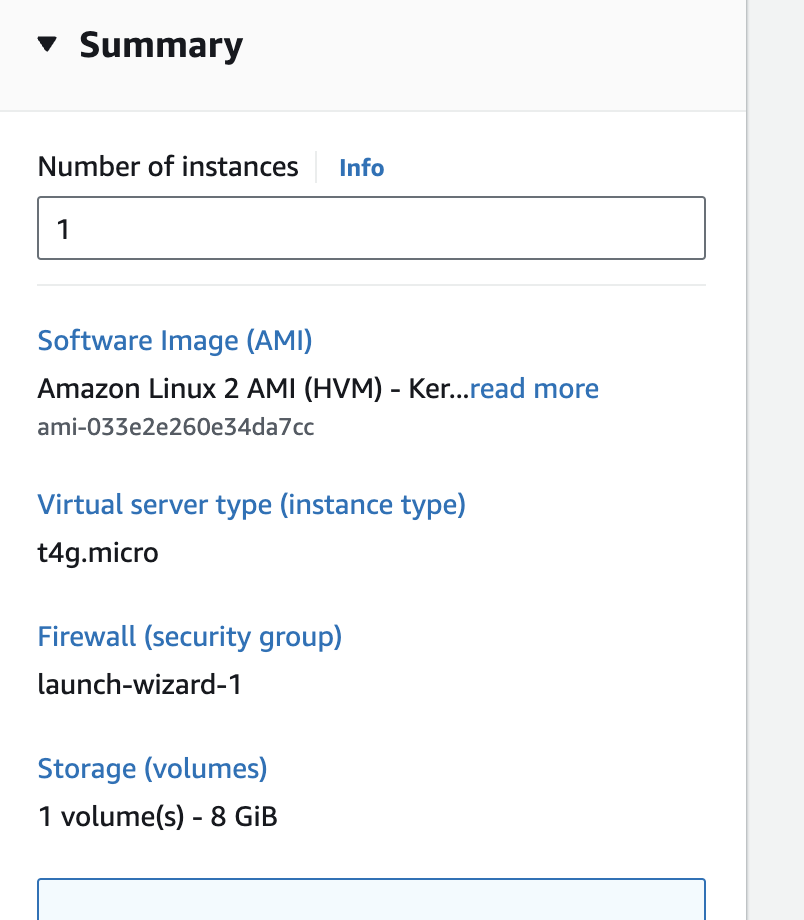 Summary
Number of instances Info
1
Software Image (AMI)
Amazon Linux 2 AMI (HVM) - Ker...read more
ami-033e2e260e34da7cc
Virtual server type (instance type)
t4g.micro
Firewall (security group)
launch-wizard-1
Storage (volumes)
1 volume(s) - 8 GiB